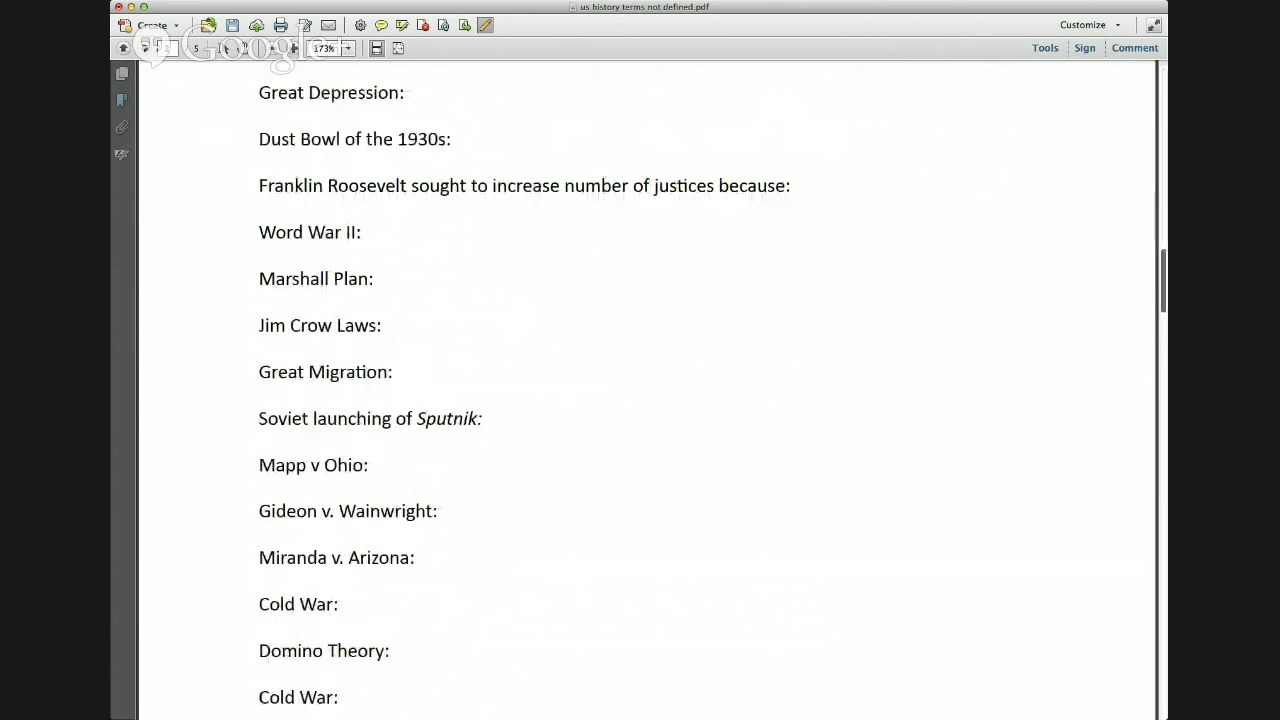 us history terms not defined.pdf
Create
Customize
5
173%
Tools Sign Comment
Google+
Great Depression:
Dust Bowl of the 1930s:
Franklin Roosevelt sought to increase number of justices because:
Word War II:
Marshall Plan:
Jim Crow Laws:
Great Migration:
Soviet launching of Sputnik:
Mapp v Ohio:
Gideon v. Wainwright:
Miranda v. Arizona:
Cold War:
Domino Theory:
Cold War: